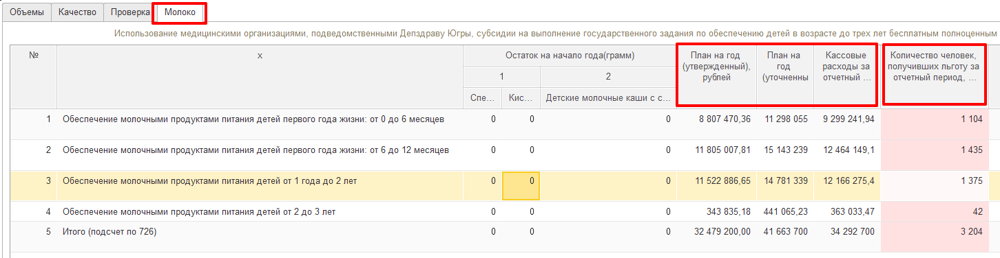 Объемы Качество Проверка Молоко
Использование медицинскими организациями, подведомственными Депздраву Югры, субсидии на выполнение государственного задания по обеспечению детей в возрасте до трех лет бесплатным полноценным
№ х Остаток на начало года(грамм) План на год (утвержденный), рублей План на год (уточненны Кассовые расходы за отчетный ... Количество человек, получивших льготу за отчетный период, ...
1 2
Спе... Кис... Детские молочные каши с с...
1 Обеспечение молочными продуктами питания детей первого года жизни: от 0 до 6 месяцев 0 0 0 8 807 470,36 11 298 055 9 299 241,94 1 104
2 Обеспечение молочными продуктами питания детей первого года жизни: от 6 до 12 месяцев 0 0 0 11 805 007,81 15 143 239 12 464 149,1 1 435
3 Обеспечение молочными продуктами питания детей от 1 года до 2 лет 0 0 0 11 522 886,65 14 781 339 12 166 275,4 1 375
4 Обеспечение молочными продуктами питания детей от 2 до 3 лет 0 0 0 343 835,18 441 065,23 363 033,47 42
5 Итого (подсчет по 726) 0 0 0 32 479 200,00 41 663 700 34 292 700 3 204